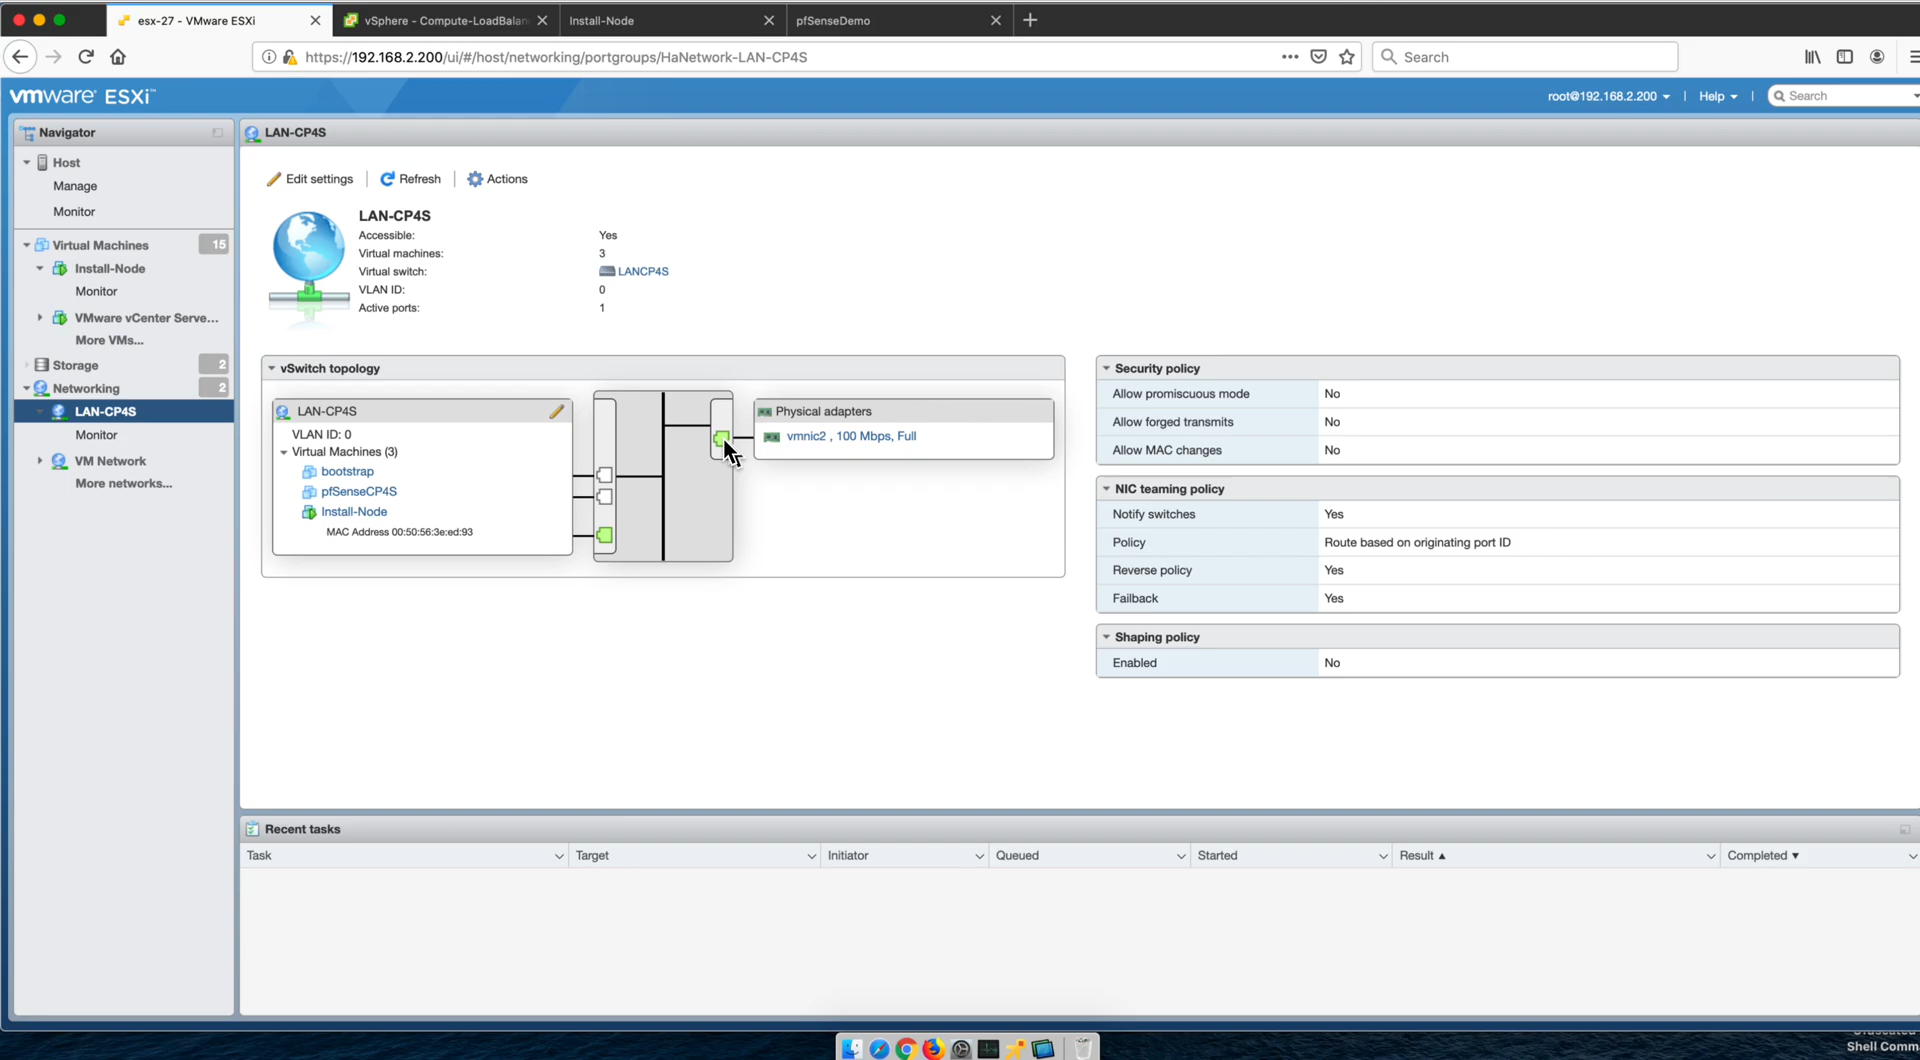 esx-27 - VMware ESXi
vSphere - Compute-LoadBalan
Install-Node
pfSenseDemo
https://192.168.2.200/ui/#/host/networking/portgroups/HaNetwork-LAN-CP4S
Search
vmware ESXi™
root@192.168.2.200 | Help | Search
Navigator
Host
Manage
Monitor
Virtual Machines 15
Install-Node
Monitor
VMware vCenter Serve...
More VMs...
Storage 2
Networking 2
LAN-CP4S
Monitor
VM Network
More networks...
LAN-CP4S
Edit settings | Refresh | Actions
LAN-CP4S
Accessible: Yes
Virtual machines: 3
Virtual switch: LANCP4S
VLAN ID: 0
Active ports: 1
vSwitch topology
LAN-CP4S
VLAN ID: 0
Virtual Machines (3)
bootstrap
pfSenseCP4S
Install-Node
MAC Address 00:50:56:3e:ed:93
Physical adapters
vmnic2 , 100 Mbps, Full
Security policy
Allow promiscuous mode No
Allow forged transmits No
Allow MAC changes No
NIC teaming policy
Notify switches Yes
Policy Route based on originating port ID
Reverse policy Yes
Failback Yes
Shaping policy
Enabled No
Recent tasks
Task Target Initiator Queued Started Result ▲ Completed ▼
Shell Comm